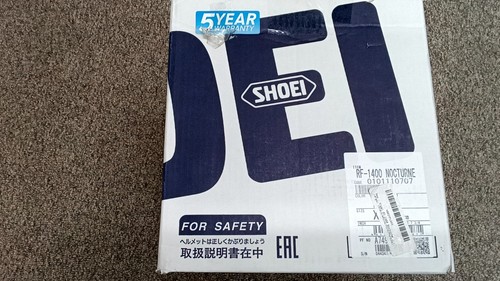 5 YEAR
WARRANTY
OEI
SHOEI
RF-1400 NOCTURNE
0101110707
SIZE
FOR SAFETY
ヘルメットは正しくかぶりましょう
取扱説明書在中
EAC